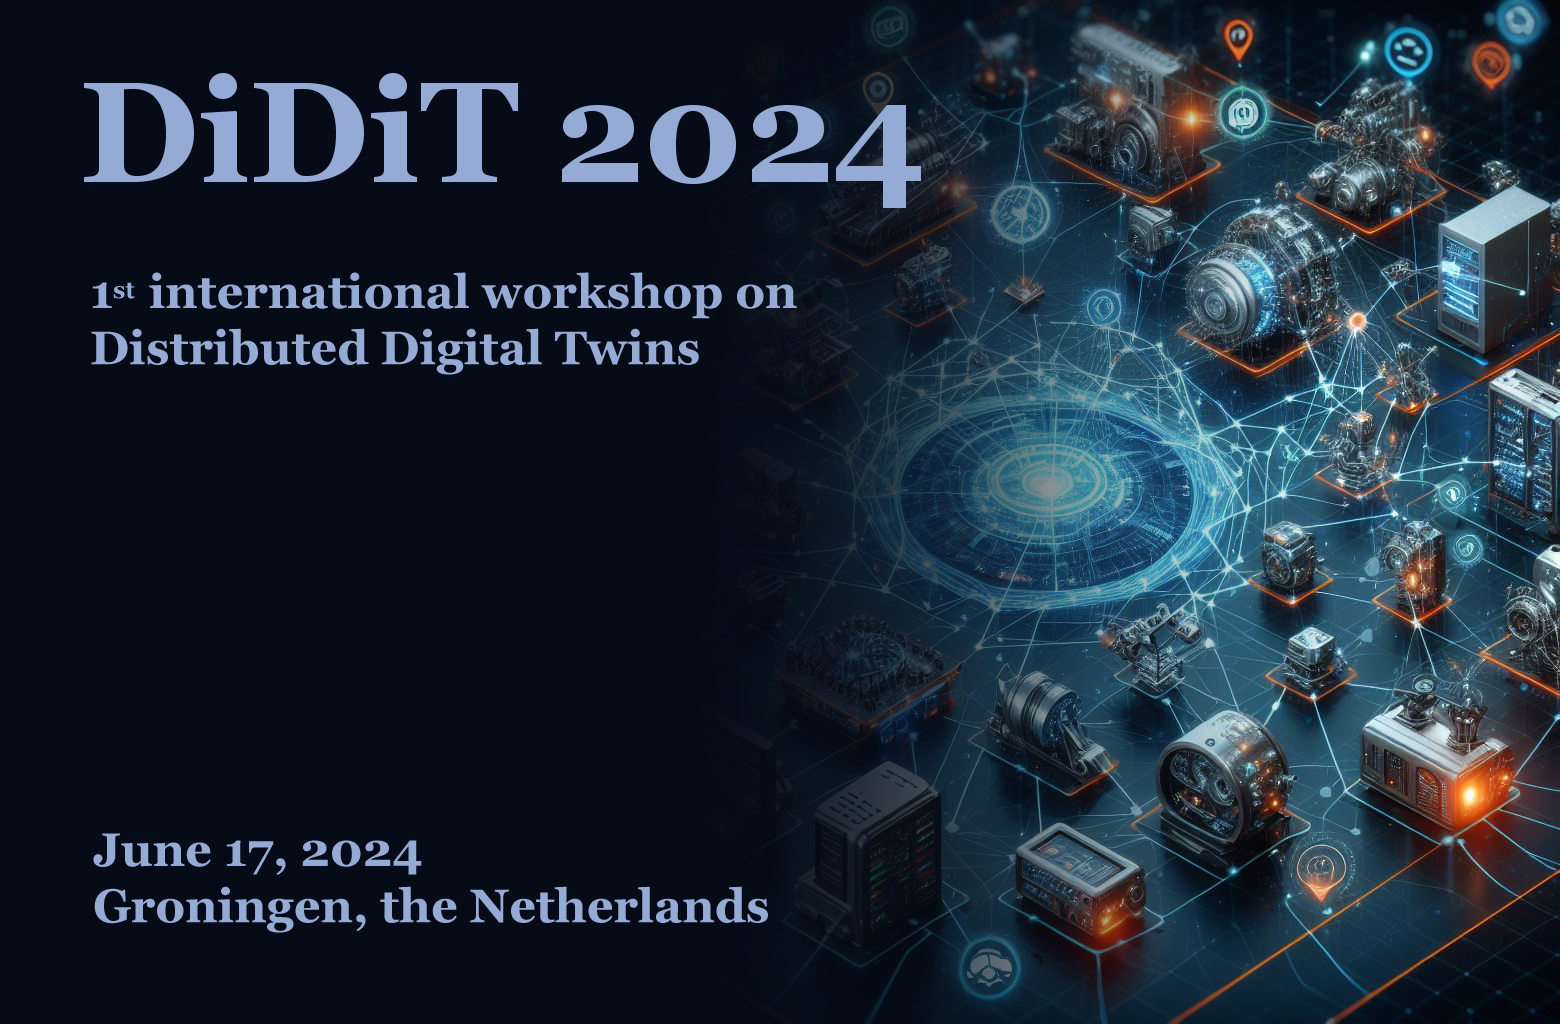 DiDiT 2024
1st international workshop on
Distributed Digital Twins
June 17, 2024
Groningen, the Netherlands